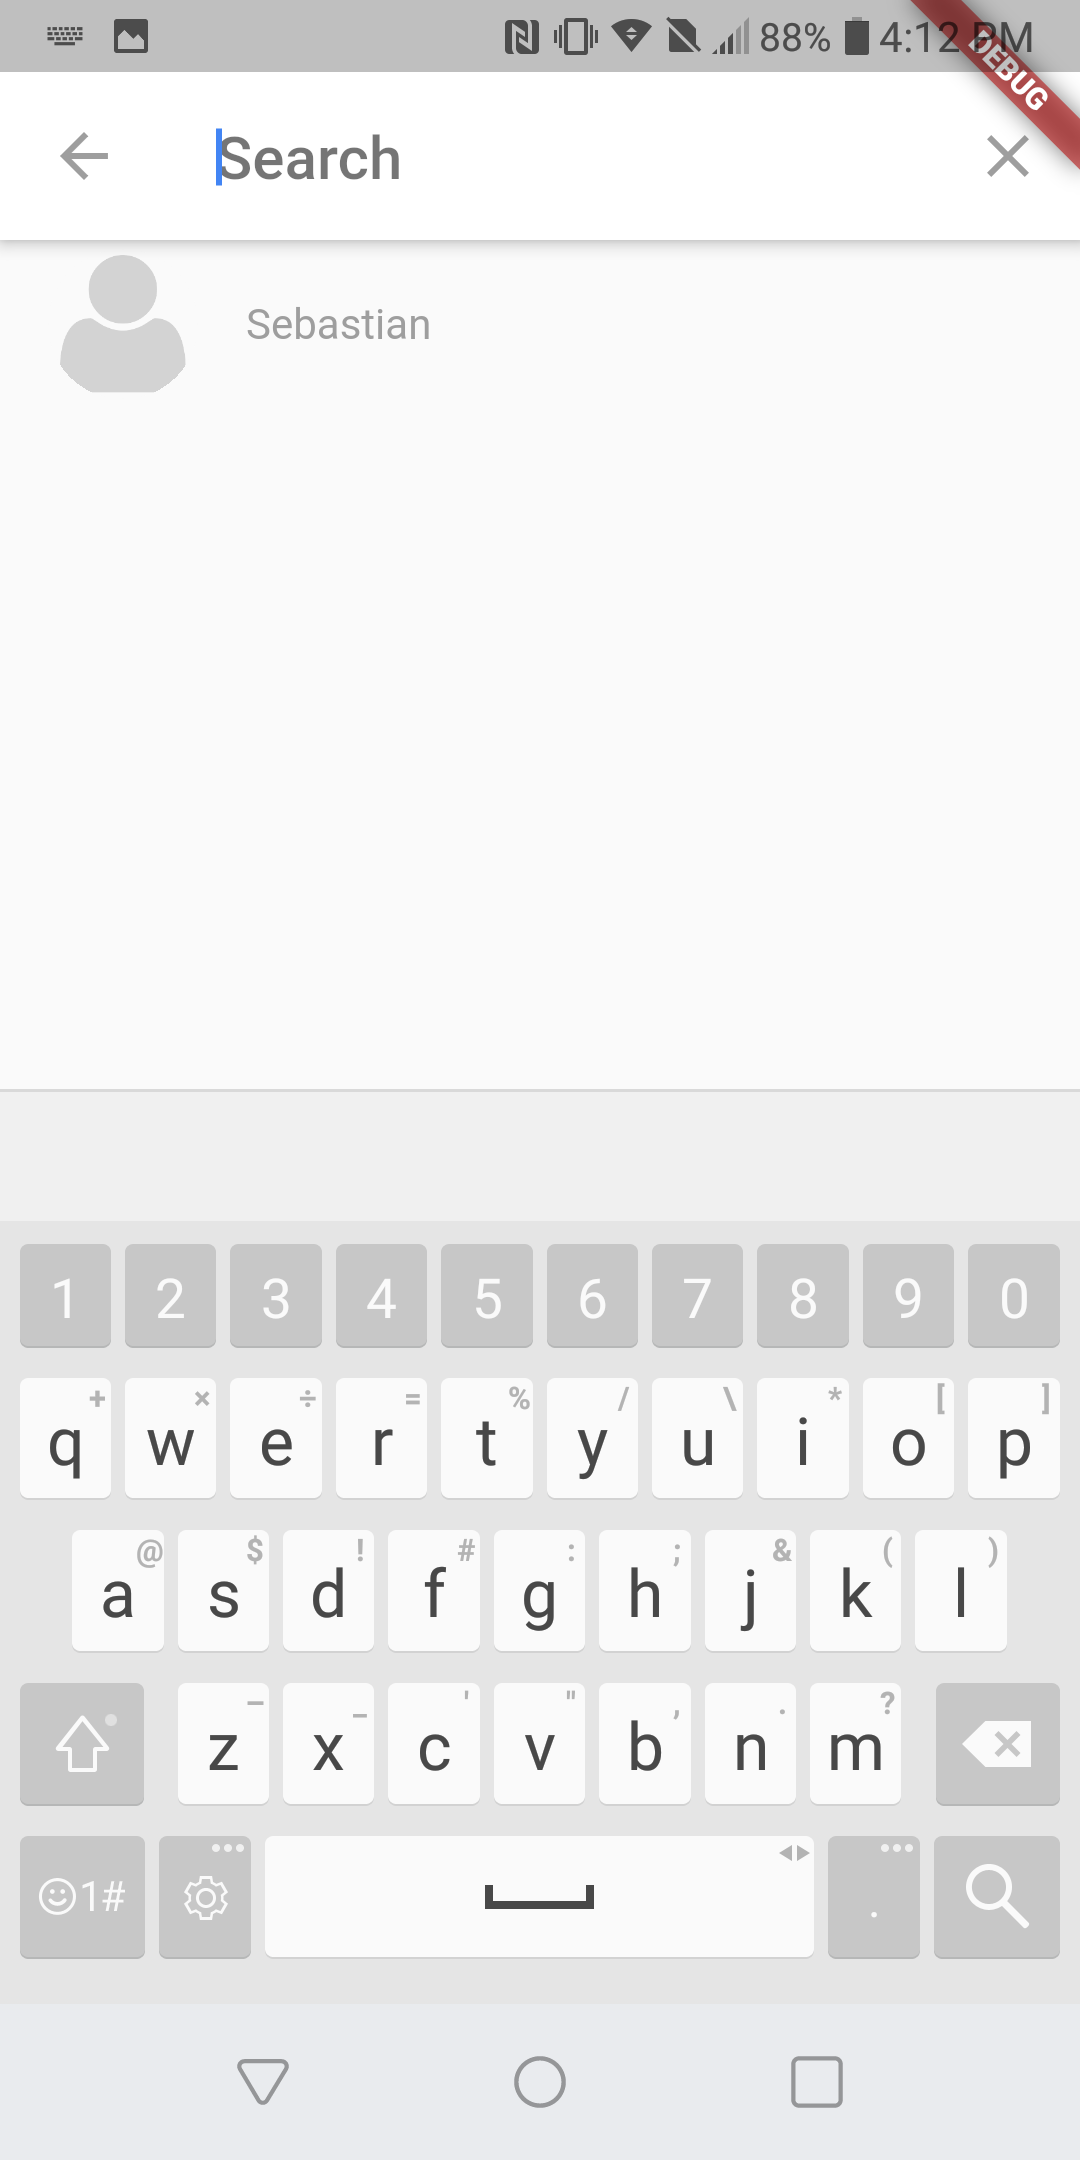 88% 4:12 PM
DEBUG
Search
Sebastian
1 2 3 4 5 6 7 8 9 0
+ × ÷ = % / \ * [ ]
q w e r t y u i o p
@ $ ! # : ; & ( )
a s d f g h j k l
– _ ' " , . ?
z x c v b n m
1# .